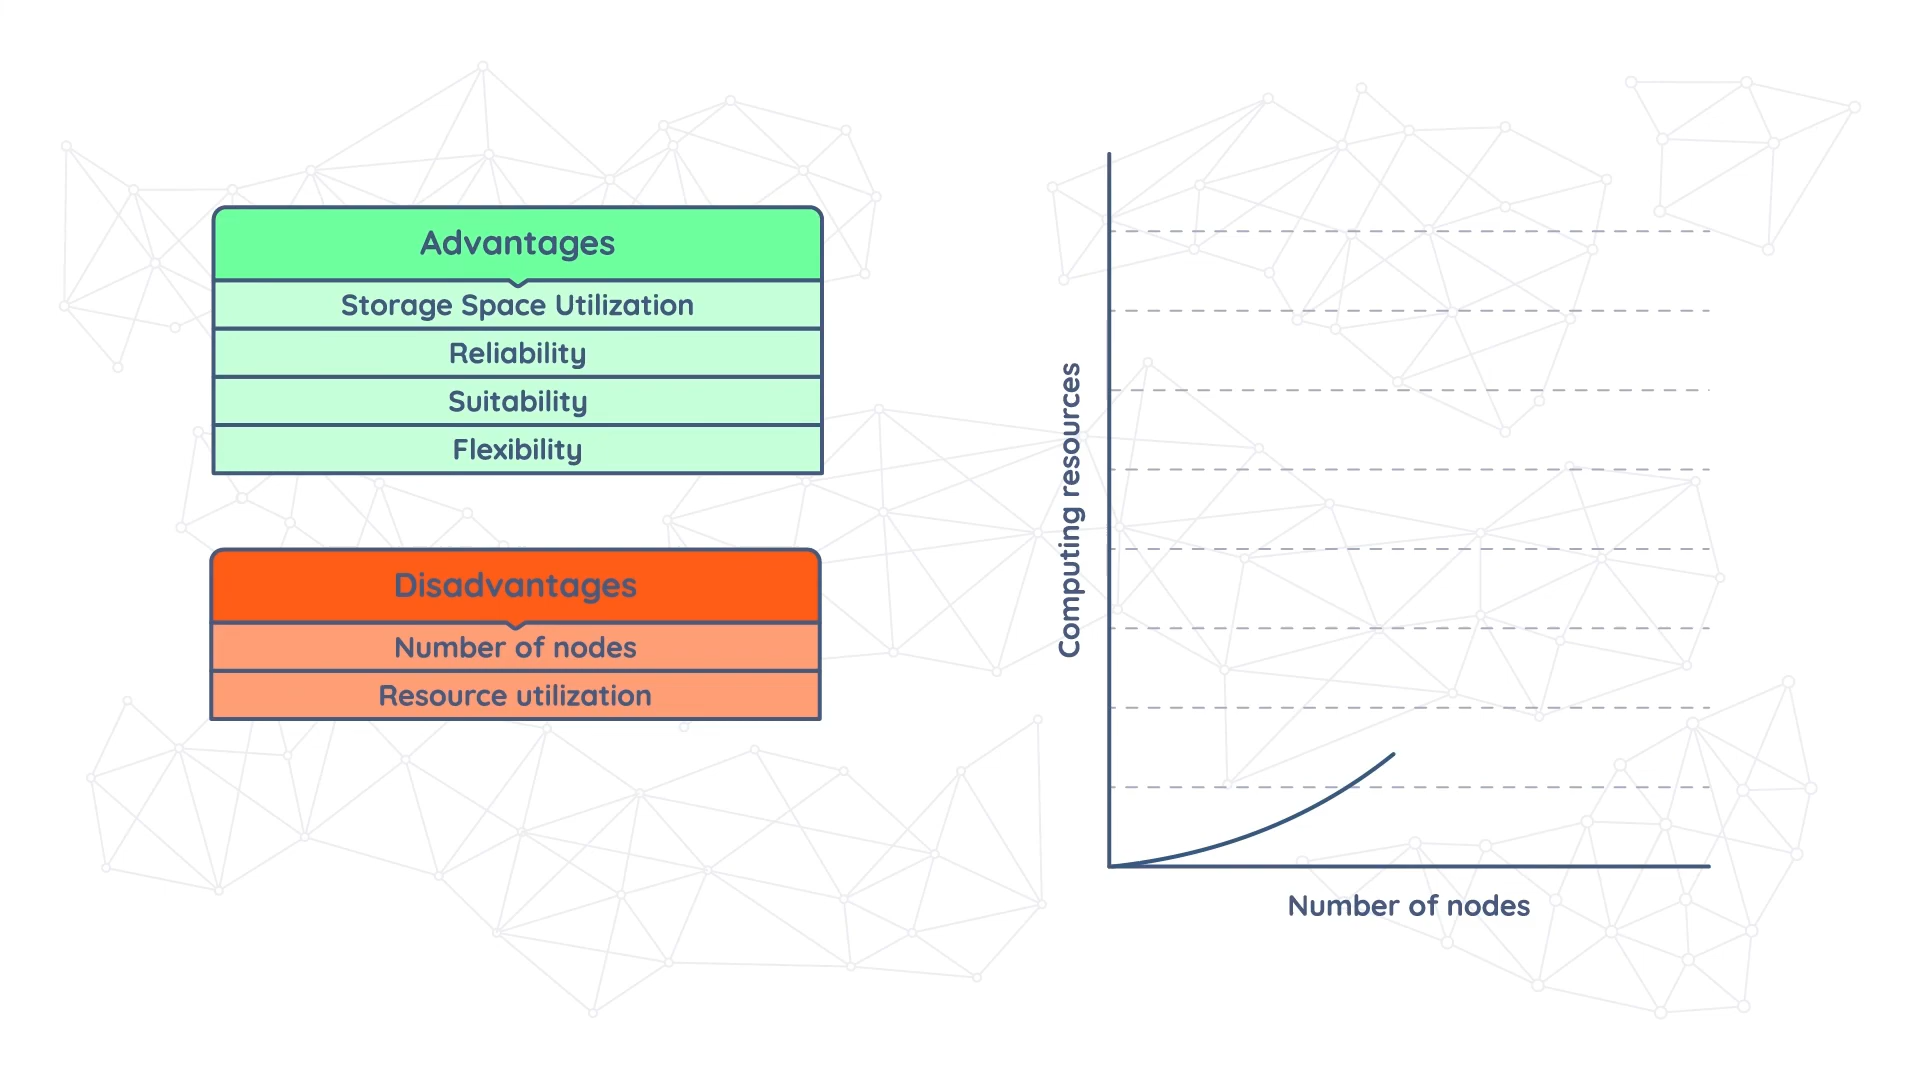 Advantages
Storage Space Utilization
Reliability
Suitability
Flexibility
Disadvantages
Number of nodes
Resource utilization
Computing resources
Number of nodes